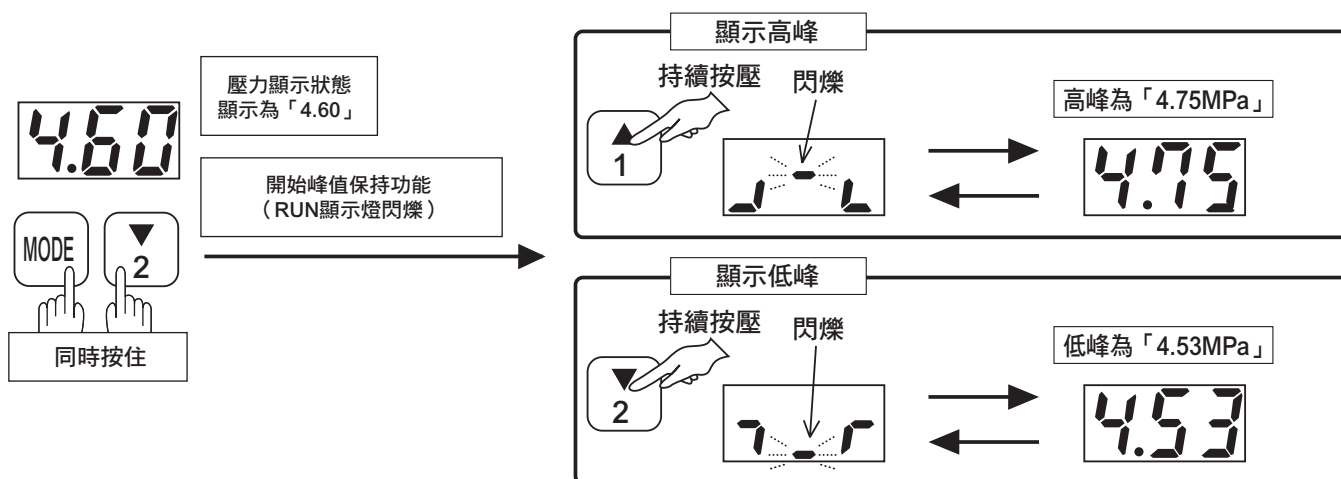 4.60
壓力顯示狀態
顯示為「4.60」
開始峰值保持功能
（RUN顯示燈閃爍）
MODE
▼
2
同時按住
顯示高峰
持續按壓
閃爍
▲
1
高峰為「4.75MPa」
4.75
顯示低峰
持續按壓
閃爍
▼
2
低峰為「4.53MPa」
4.53